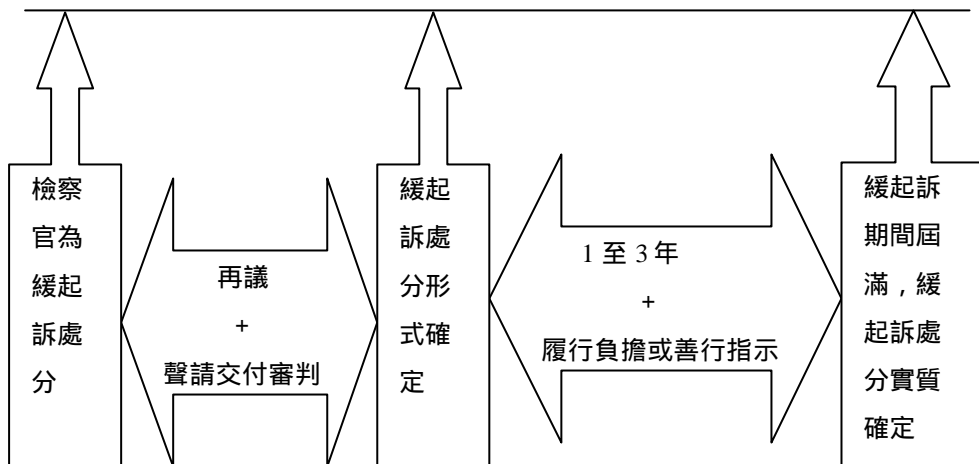 檢察
官為
緩起
訴處
分
再議
+
聲請交付審判
緩起
訴處
分形
式確
定
1 至 3 年
+
履行負擔或善行指示
緩起訴
期間屆
滿，緩
起訴處
分實質
確定